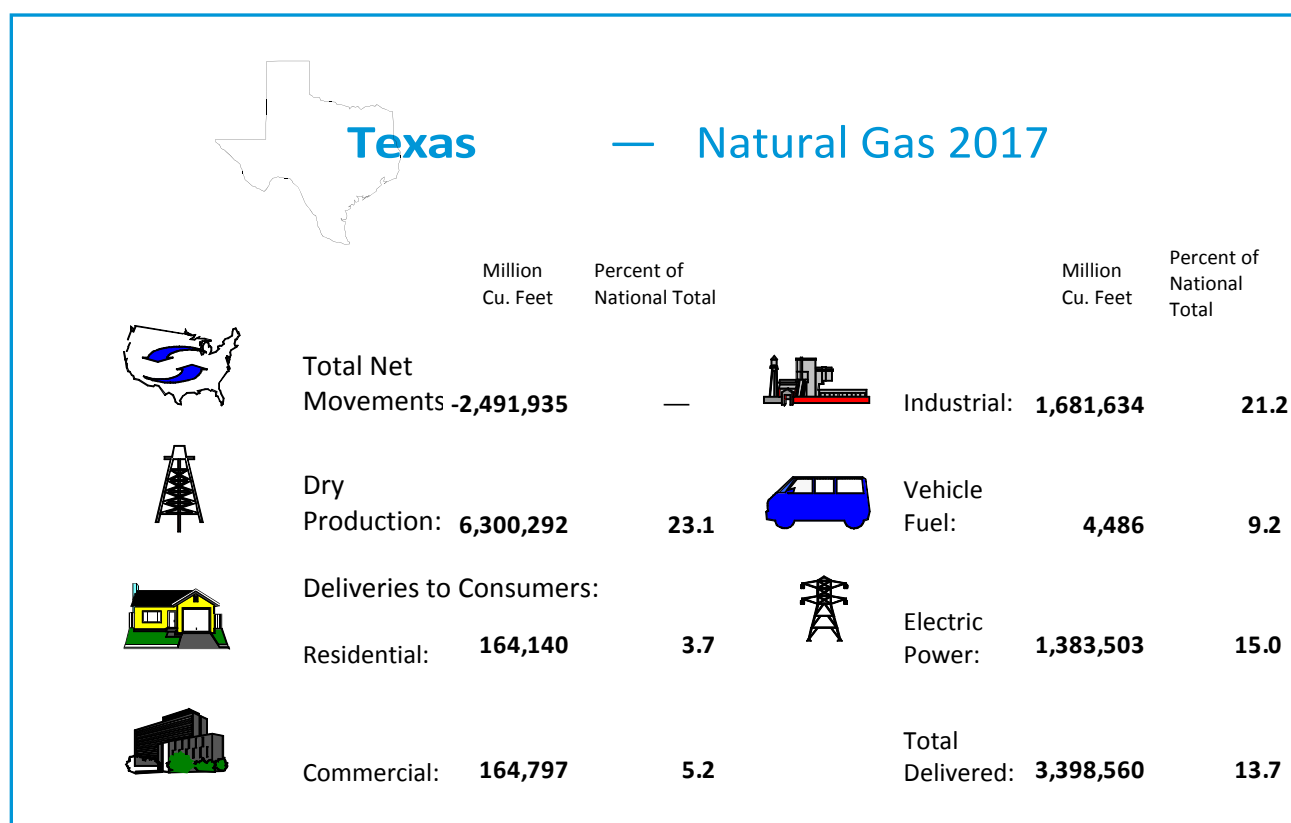 Texas — Natural Gas 2017
Million Cu. Feet
Percent of National Total
Million Cu. Feet
Percent of National Total
Total Net Movements -2,491,935 —
Industrial: 1,681,634 21.2
Dry Production: 6,300,292 23.1
Vehicle Fuel: 4,486 9.2
Deliveries to Consumers:
Residential: 164,140 3.7
Electric Power: 1,383,503 15.0
Commercial: 164,797 5.2
Total Delivered: 3,398,560 13.7